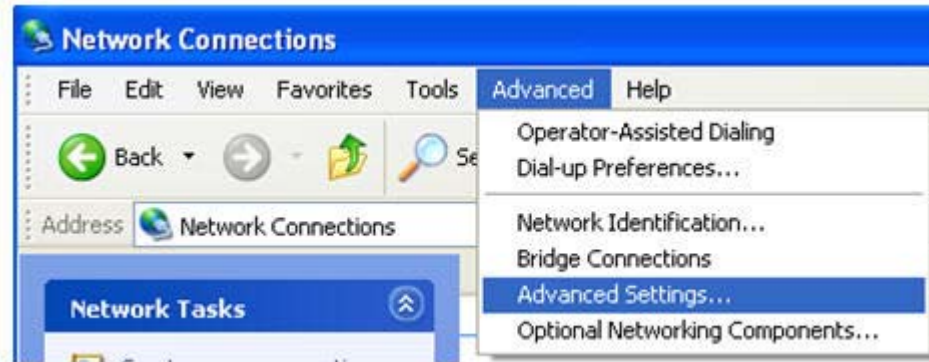 Network Connections
File Edit View Favorites Tools Advanced Help
Back
Address Network Connections
Network Tasks
Operator-Assisted Dialing
Dial-up Preferences...
Network Identification...
Bridge Connections
Advanced Settings...
Optional Networking Components...